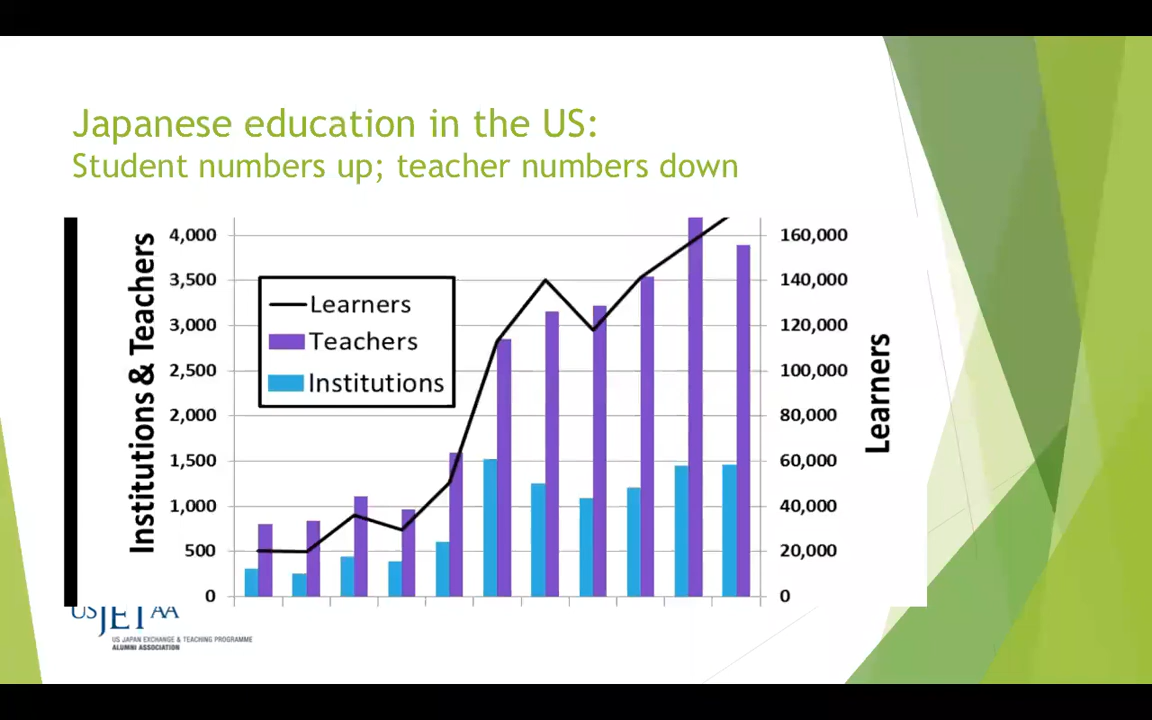 Japanese education in the US:
Student numbers up; teacher numbers down
Institutions & Teachers
4,000
3,500
3,000
2,500
2,000
1,500
1,000
500
0
Learners
Teachers
Institutions
160,000
140,000
120,000
100,000
80,000
60,000
40,000
20,000
0
Learners
USJETAA
US JAPAN EXCHANGE & TEACHING PROGRAMME
ALUMNI ASSOCIATION